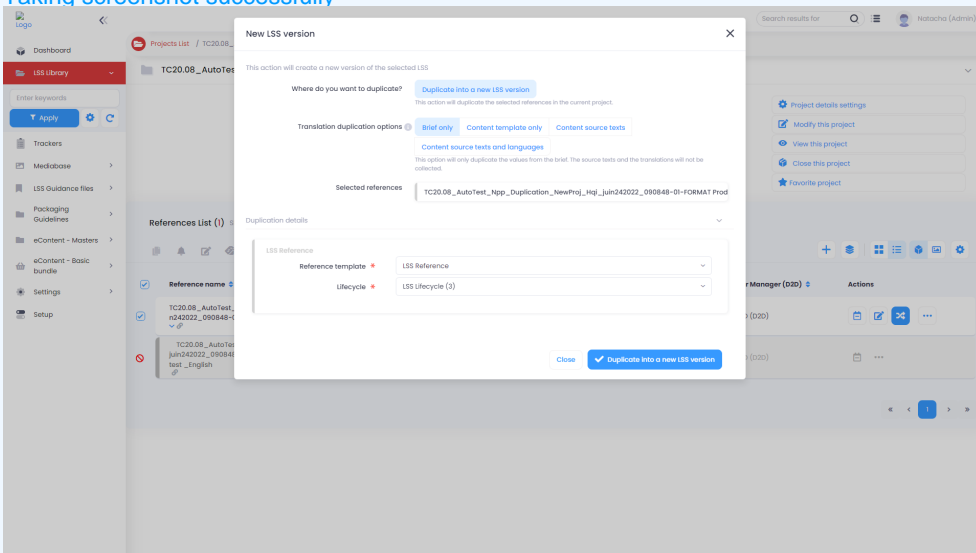 Taking screenshot successfully
Logo
Search results for
Natacha (Admin)
Dashboard
LSS Library
Enter keywords
Apply
Trackers
Mediabase
LSS Guidance files
Packaging
Guidelines
eContent - Masters
eContent - Basic
bundle
Settings
Setup
Projects List / TC20.08_
TC20.08_AutoTes
New LSS version
This action will create a new version of the selected LSS
Where do you want to duplicate?
Duplicate into a new LSS version
This action will duplicate the selected references in the current project.
Translation duplication options
Brief only
Content template only
Content source texts
Content source texts and languages
This option will only duplicate the values from the brief. The source texts and the translations will not be
collected.
Selected references
TC20.08_AutoTest_Npp_Duplication_NewProj_Hqi_juin242022_090848-01-FORMAT Prod
Duplication details
LSS Reference
Reference template *
LSS Reference
Lifecycle *
LSS Lifecycle (3)
Close
Duplicate into a new LSS version
Project details settings
Modify this project
View this project
Close this project
Favorite project
References List (1)
Reference name
r Manager (D2D)
Actions
TC20.08_AutoTest_
n242022_090848-
(D2D)
TC20.08_AutoTes
juin242022_090848
test _English
(D2D)
« < 1 > »